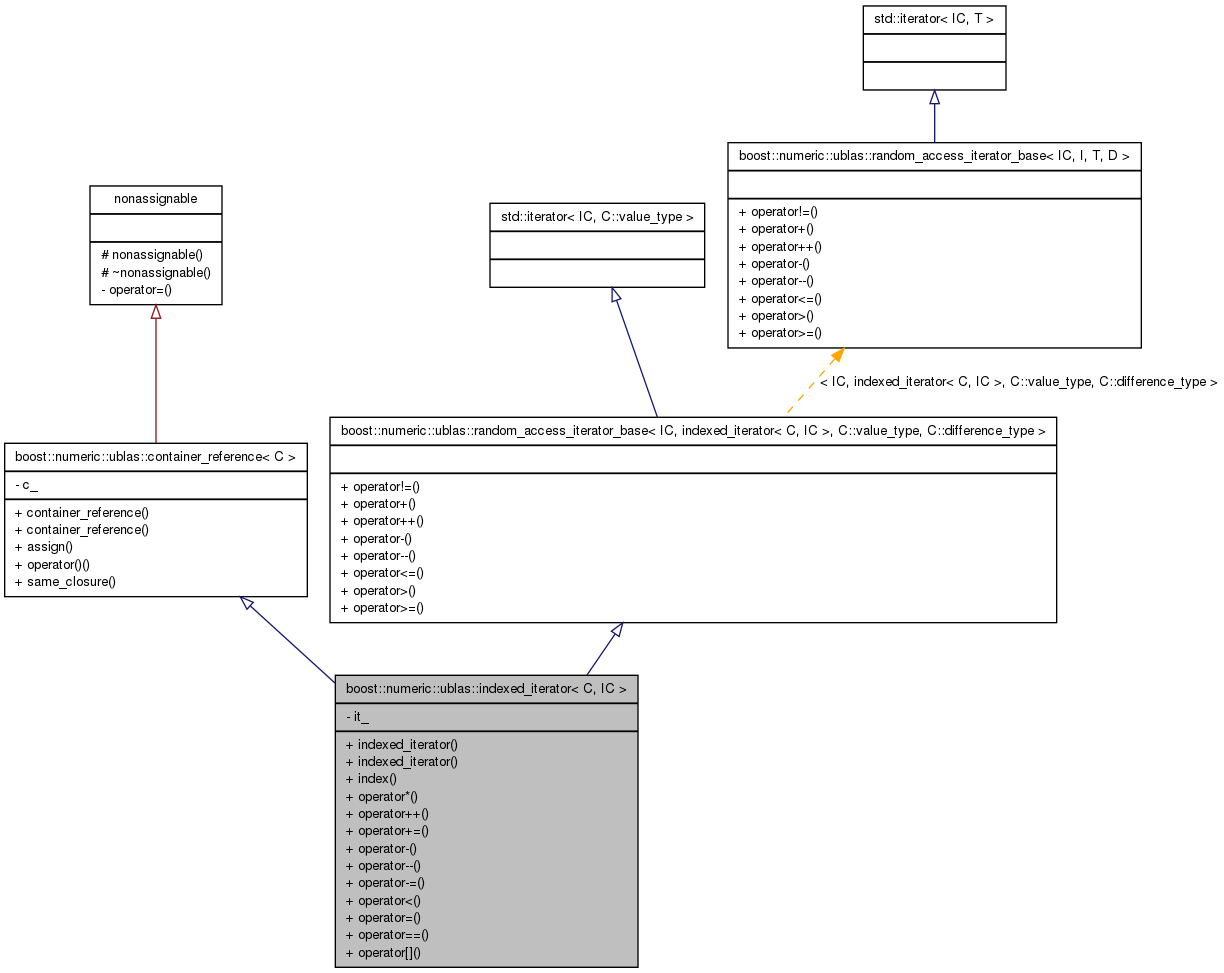 std::iterator< IC, T >
boost::numeric::ublas::random_access_iterator_base< IC, I, T, D >
+ operator!=()
+ operator+()
+ operator++()
+ operator-()
+ operator--()
+ operator<=()
+ operator>()
+ operator>=()
nonassignable
# nonassignable()
# ~nonassignable()
- operator=()
std::iterator< IC, C::value_type >
< IC, indexed_iterator< C, IC >, C::value_type, C::difference_type >
boost::numeric::ublas::random_access_iterator_base< IC, indexed_iterator< C, IC >, C::value_type, C::difference_type >
+ operator!=()
+ operator+()
+ operator++()
+ operator-()
+ operator--()
+ operator<=()
+ operator>()
+ operator>=()
boost::numeric::ublas::container_reference< C >
- c_
+ container_reference()
+ container_reference()
+ assign()
+ operator()()
+ same_closure()
boost::numeric::ublas::indexed_iterator< C, IC >
- it_
+ indexed_iterator()
+ indexed_iterator()
+ index()
+ operator*()
+ operator++()
+ operator+=()
+ operator-()
+ operator--()
+ operator-=()
+ operator<()
+ operator=()
+ operator==()
+ operator[]()